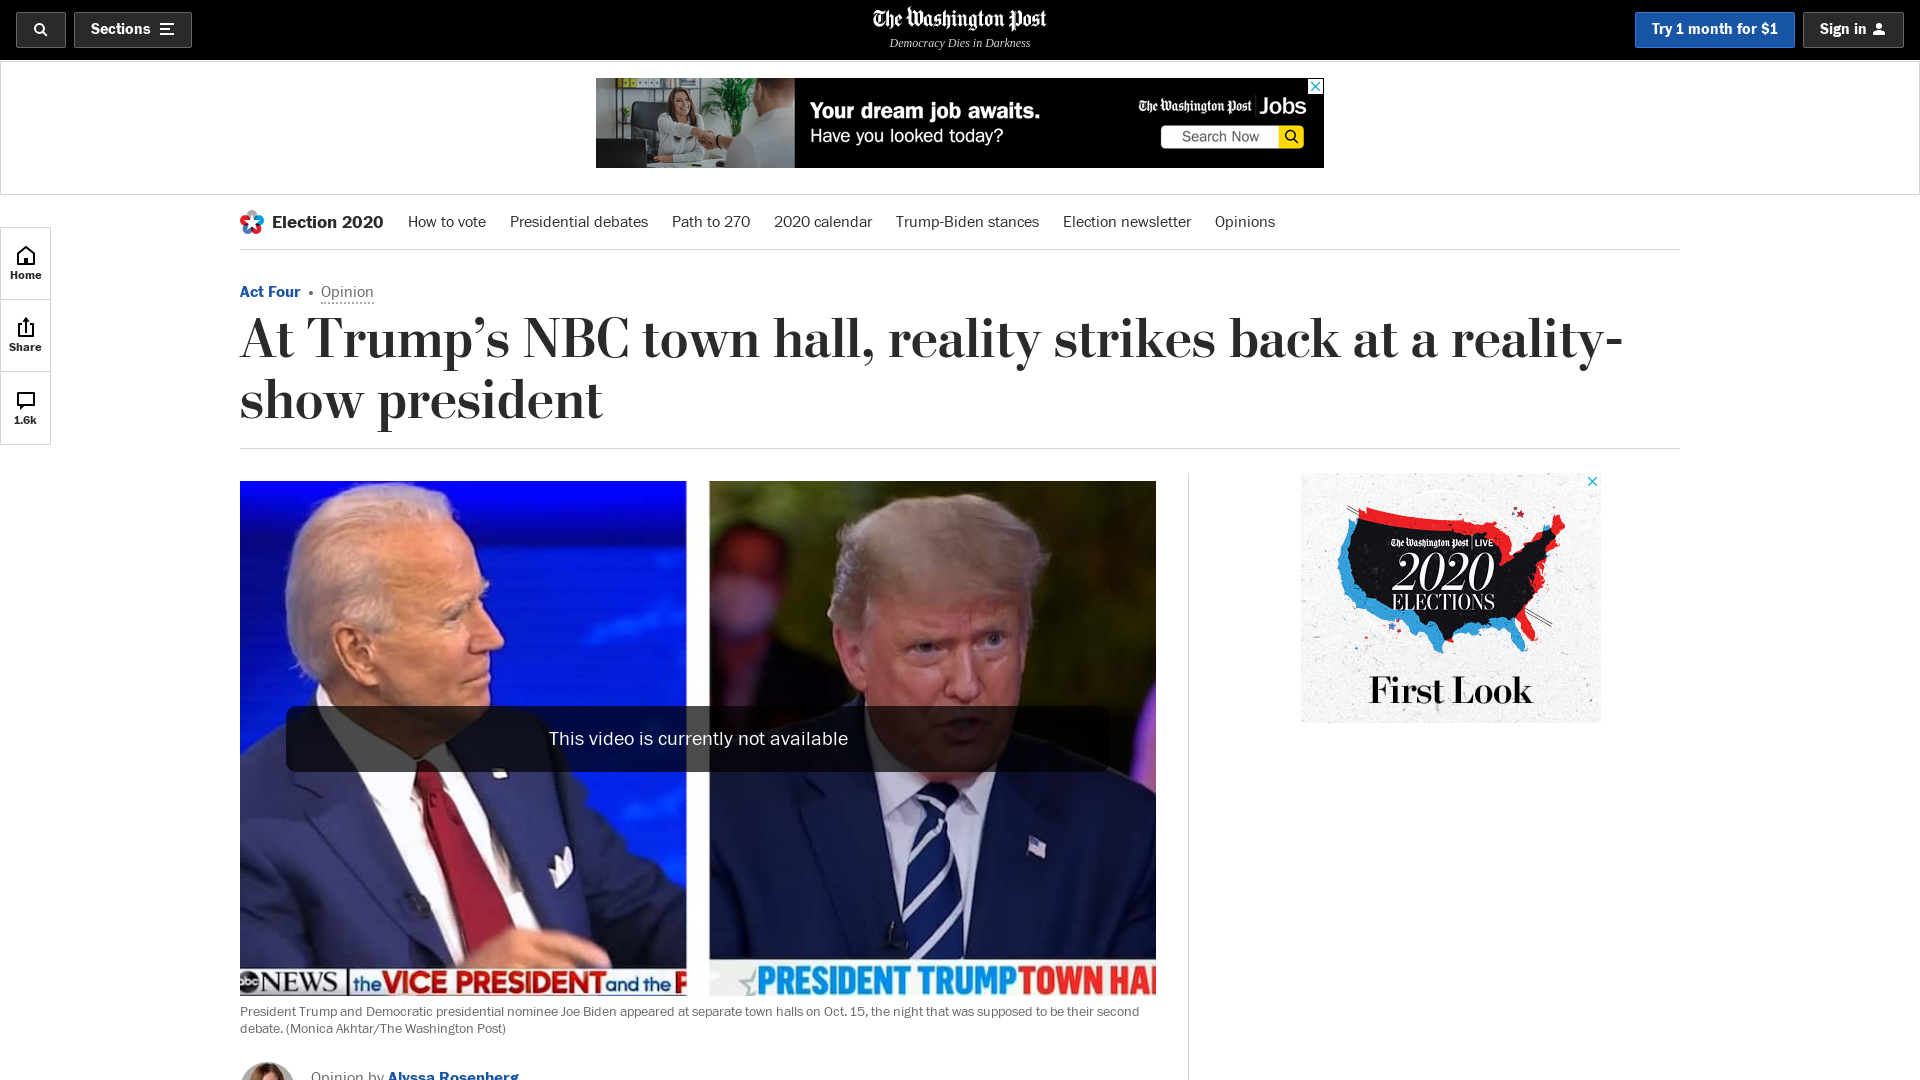 Sections
The Washington Post
Democracy Dies in Darkness
Try 1 month for $1
Sign in
Your dream job awaits.
Have you looked today?
The Washington Post Jobs
Search Now
Election 2020
How to vote
Presidential debates
Path to 270
2020 calendar
Trump-Biden stances
Election newsletter
Opinions
Home
Share
1.6k
Act Four • Opinion
At Trump’s NBC town hall, reality strikes back at a reality-
show president
This video is currently not available
abc NEWS the VICE PRESIDENT and the P
PRESIDENT TRUMP TOWN HAL
President Trump and Democratic presidential nominee Joe Biden appeared at separate town halls on Oct. 15, the night that was supposed to be their second
debate. (Monica Akhtar/The Washington Post)
Opinion by Alyssa Rosenberg
The Washington Post LIVE
2020
ELECTIONS
First Look